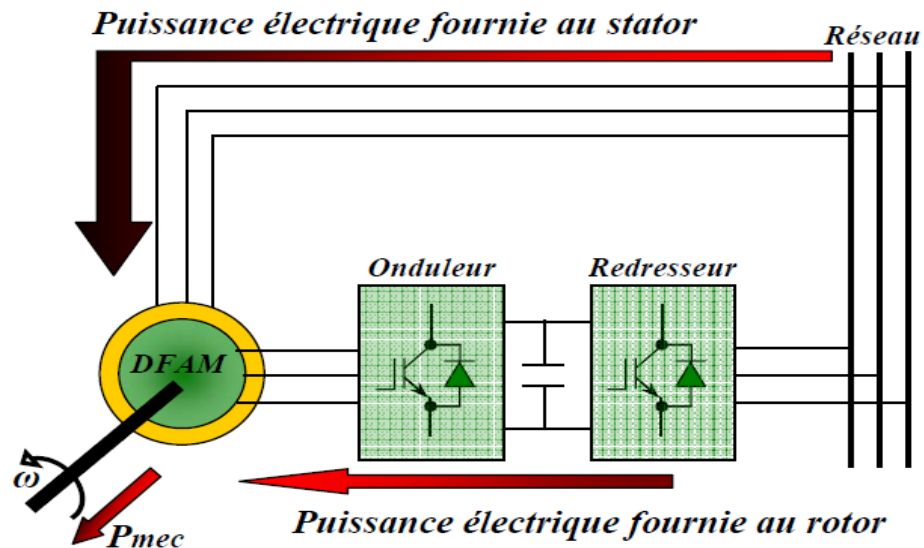 Puissance électrique fournie au stator
Réseau
Onduleur
Redresseur
DFAM
ω
Pmec
Puissance électrique fournie au rotor